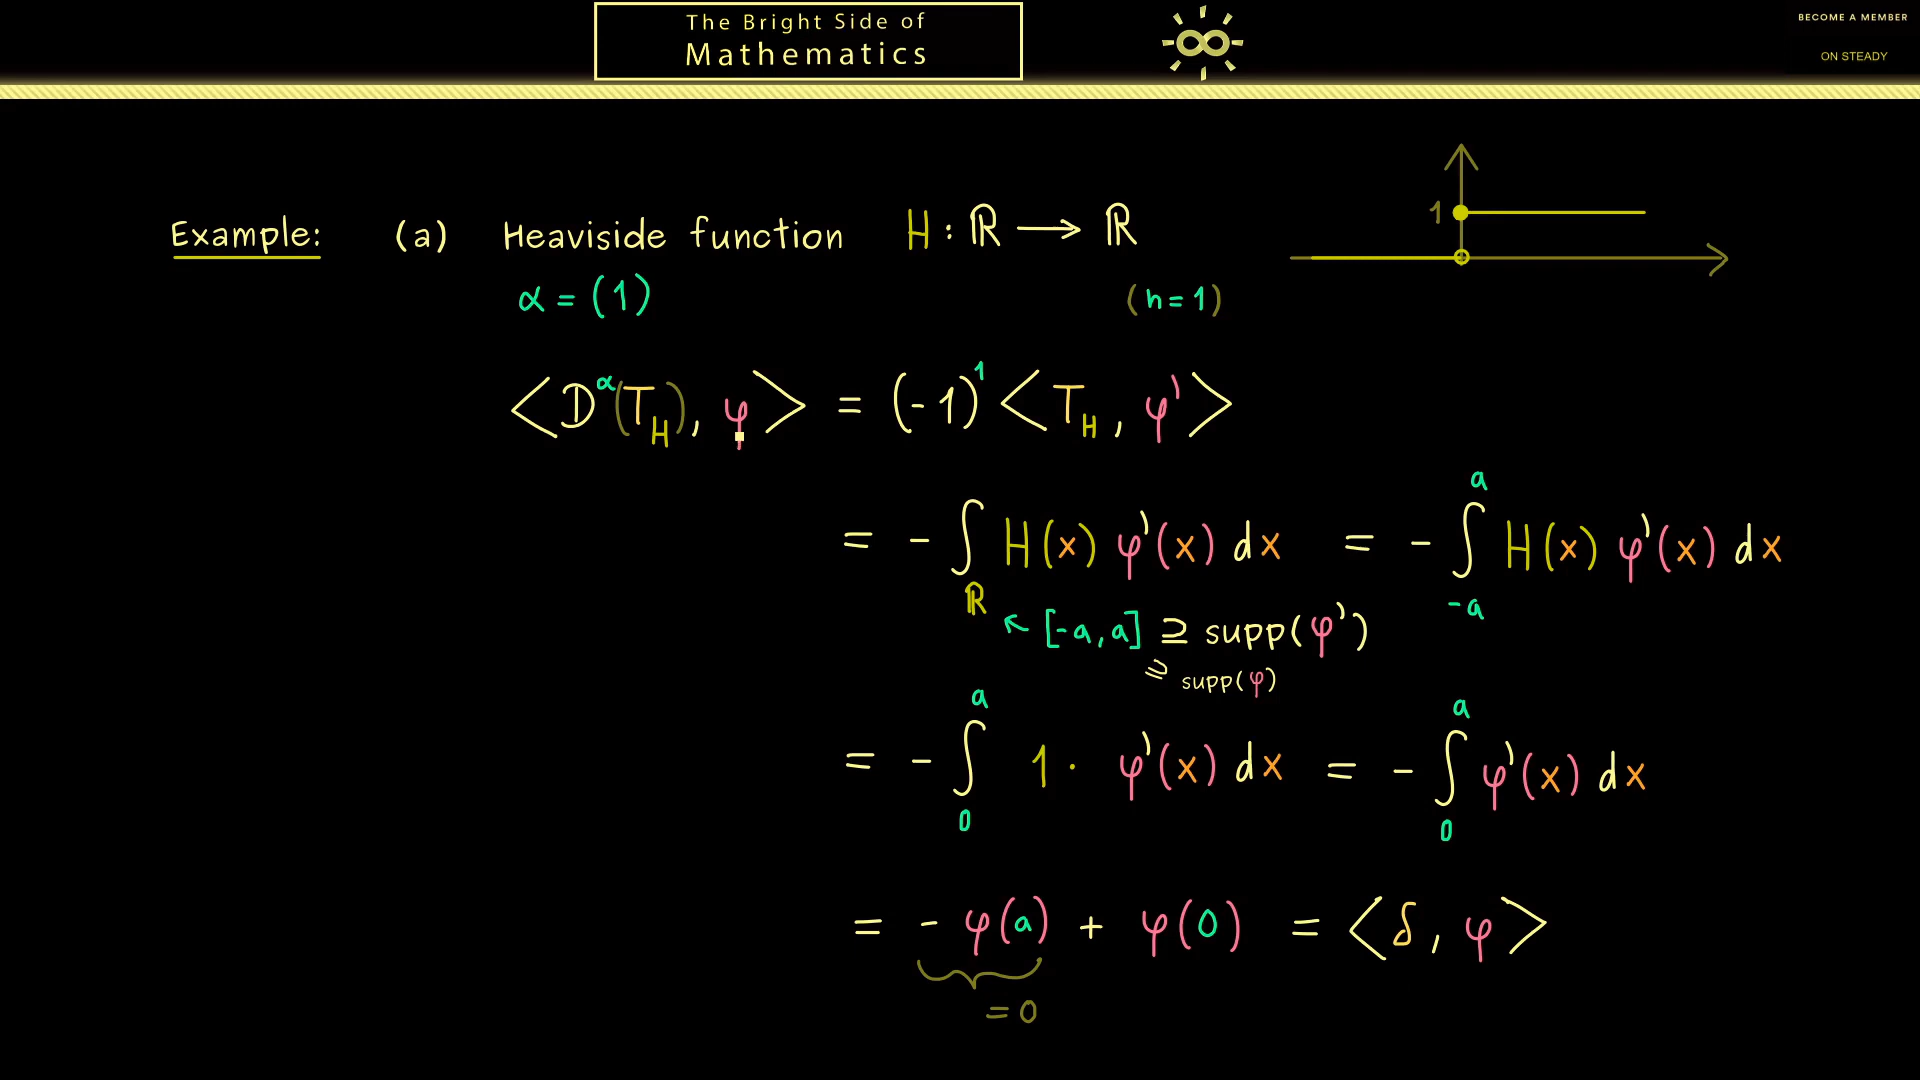 The Bright Side of
Mathematics
BECOME A MEMBER
ON STEADY
Example: (a) Heaviside function H : ℝ ⟶ ℝ
1
α = (1) (n = 1)
⟨D^α(T_H), φ⟩ = (-1)^1 ⟨T_H, φ'⟩
= - ∫_ℝ H(x) φ'(x) dx = - ∫_{-a}^{a} H(x) φ'(x) dx
↖ [-a, a] ⊇ supp(φ')
⊇ supp(φ)
= - ∫_0^a 1 · φ'(x) dx = - ∫_0^a φ'(x) dx
= - φ(a) + φ(0) = ⟨δ, φ⟩
= 0